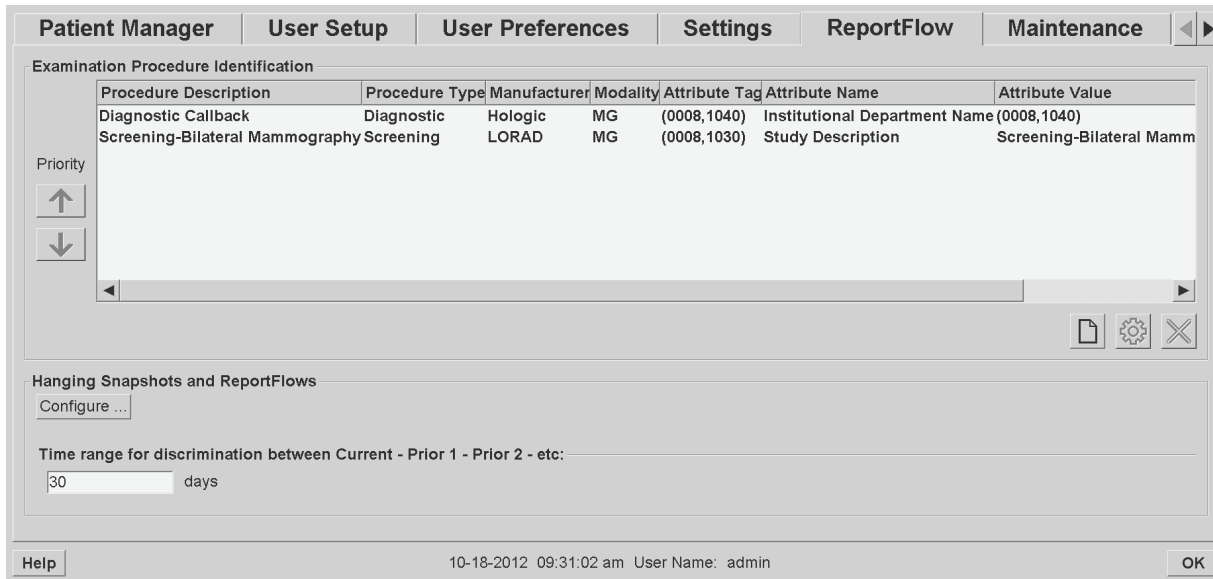 Patient Manager User Setup User Preferences Settings ReportFlow Maintenance
Examination Procedure Identification
Procedure Description Procedure Type Manufacturer Modality Attribute Tag Attribute Name Attribute Value
Diagnostic Callback Diagnostic Hologic MG (0008,1040) Institutional Department Name (0008,1040)
Screening-Bilateral Mammography Screening LORAD MG (0008,1030) Study Description Screening-Bilateral Mamm
Priority
Hanging Snapshots and ReportFlows
Configure ...
Time range for discrimination between Current - Prior 1 - Prior 2 - etc:
30 days
Help 10-18-2012 09:31:02 am User Name: admin OK